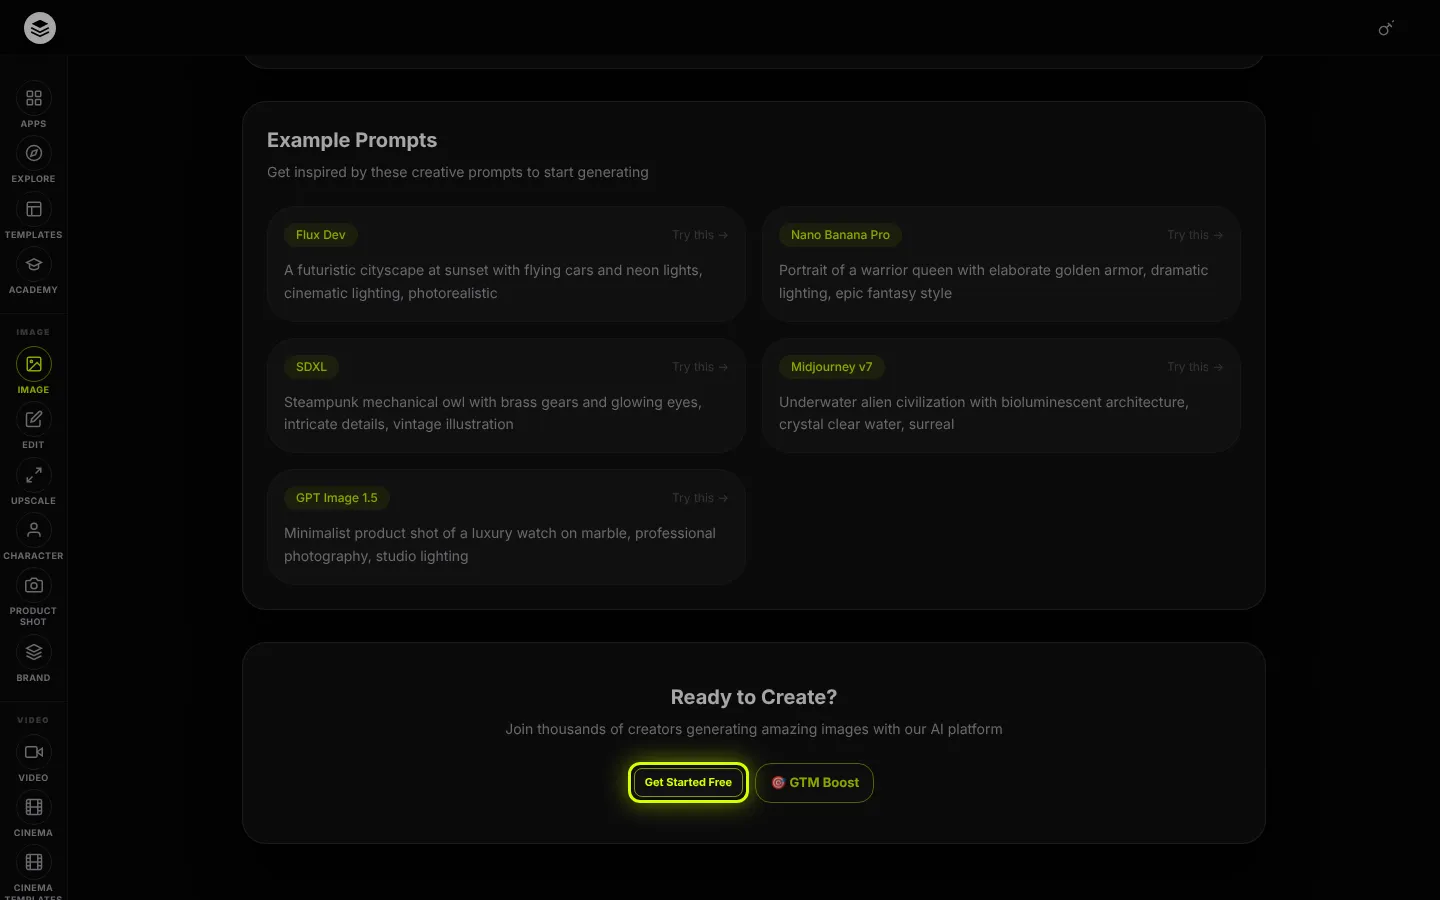 APPS
EXPLORE
TEMPLATES
ACADEMY
IMAGE
IMAGE
EDIT
UPSCALE
CHARACTER
PRODUCT
SHOT
BRAND
VIDEO
VIDEO
CINEMA
CINEMA
TEMPLATES
Example Prompts
Get inspired by these creative prompts to start generating
Flux Dev
Try this →
A futuristic cityscape at sunset with flying cars and neon lights,
cinematic lighting, photorealistic
Nano Banana Pro
Try this →
Portrait of a warrior queen with elaborate golden armor, dramatic
lighting, epic fantasy style
SDXL
Try this →
Steampunk mechanical owl with brass gears and glowing eyes,
intricate details, vintage illustration
Midjourney v7
Try this →
Underwater alien civilization with bioluminescent architecture,
crystal clear water, surreal
GPT Image 1.5
Try this →
Minimalist product shot of a luxury watch on marble, professional
photography, studio lighting
Ready to Create?
Join thousands of creators generating amazing images with our AI platform
Get Started Free
🎯 GTM Boost